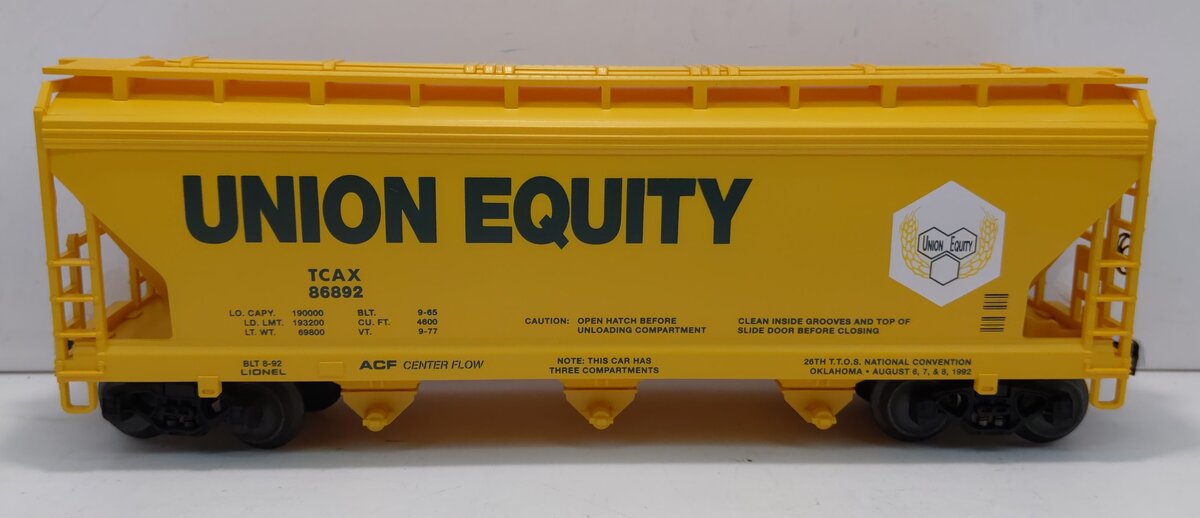 UNION EQUITY
UNION EQUITY
TCAX
86892
LO. CAPY. 190000 BLT. 9-65
LD. LMT. 193200 CU. FT. 4600
LT. WT. 69800 VT. 9-77
CAUTION: OPEN HATCH BEFORE
UNLOADING COMPARTMENT
CLEAN INSIDE GROOVES AND TOP OF
SLIDE DOOR BEFORE CLOSING
BLT 8-92
LIONEL
ACF CENTER FLOW
NOTE: THIS CAR HAS
THREE COMPARTMENTS
26TH T.T.O.S. NATIONAL CONVENTION
OKLAHOMA • AUGUST 6, 7, & 8, 1992